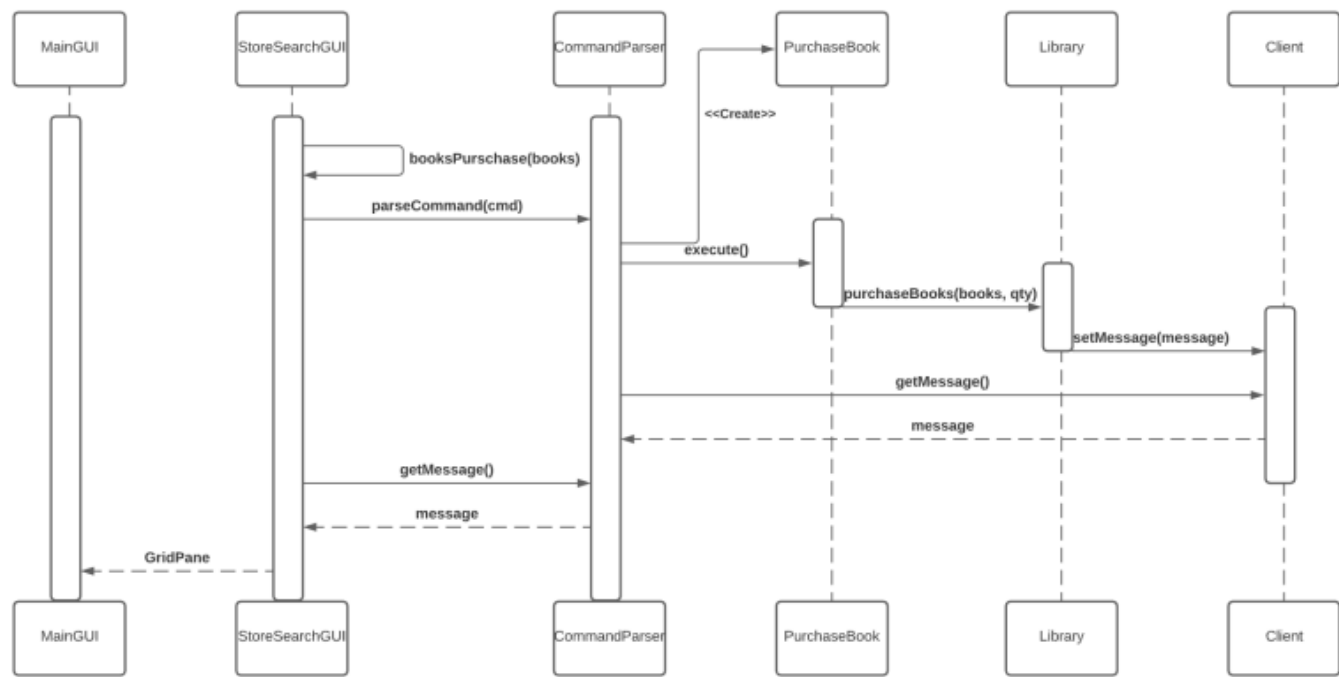 MainGUI
StoreSearchGUI
CommandParser
PurchaseBook
Library
Client
<<Create>>
booksPurschase(books)
parseCommand(cmd)
execute()
purchaseBooks(books, qty)
setMessage(message)
getMessage()
message
getMessage()
message
GridPane
MainGUI
StoreSearchGUI
CommandParser
PurchaseBook
Library
Client